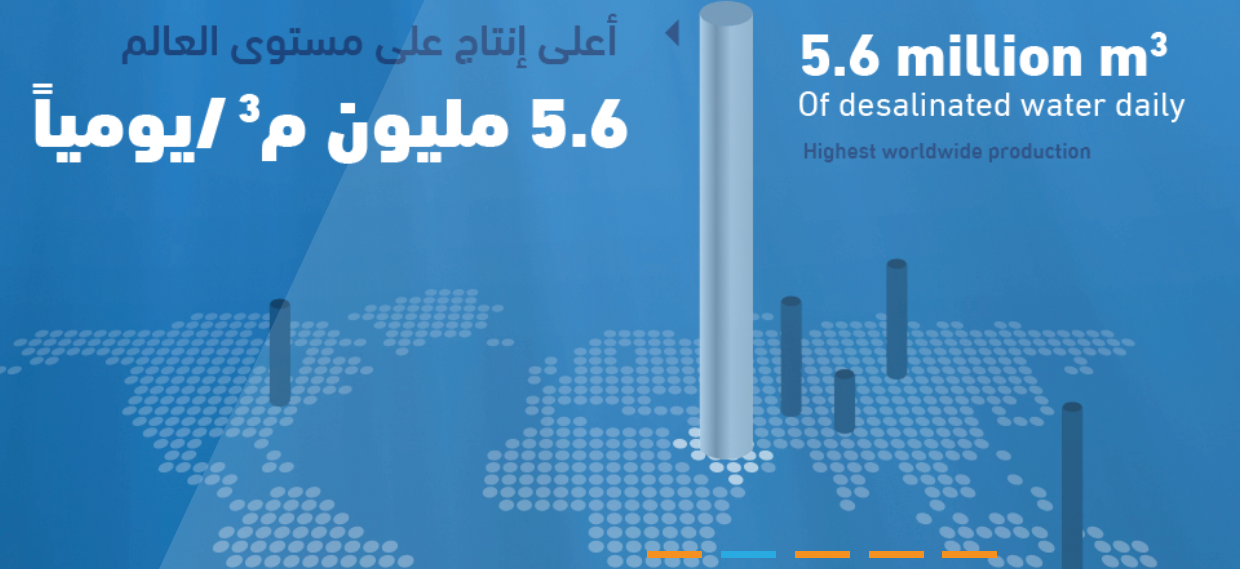 أعلى إنتاج على مستوى العالم
5.6 مليون م³ /يومياً
5.6 million m³
Of desalinated water daily
Highest worldwide production